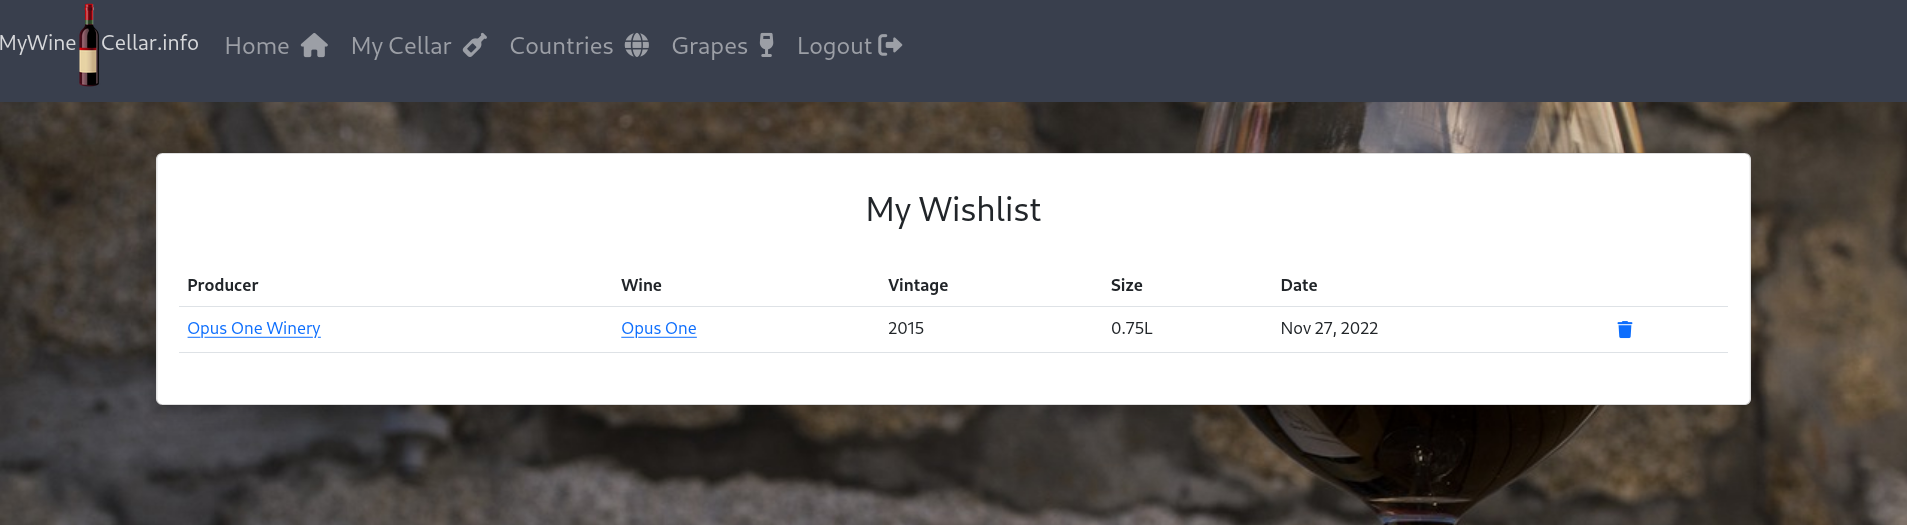 MyWine Cellar.info Home My Cellar Countries Grapes Logout
My Wishlist
Producer Wine Vintage Size Date
Opus One Winery Opus One 2015 0.75L Nov 27, 2022